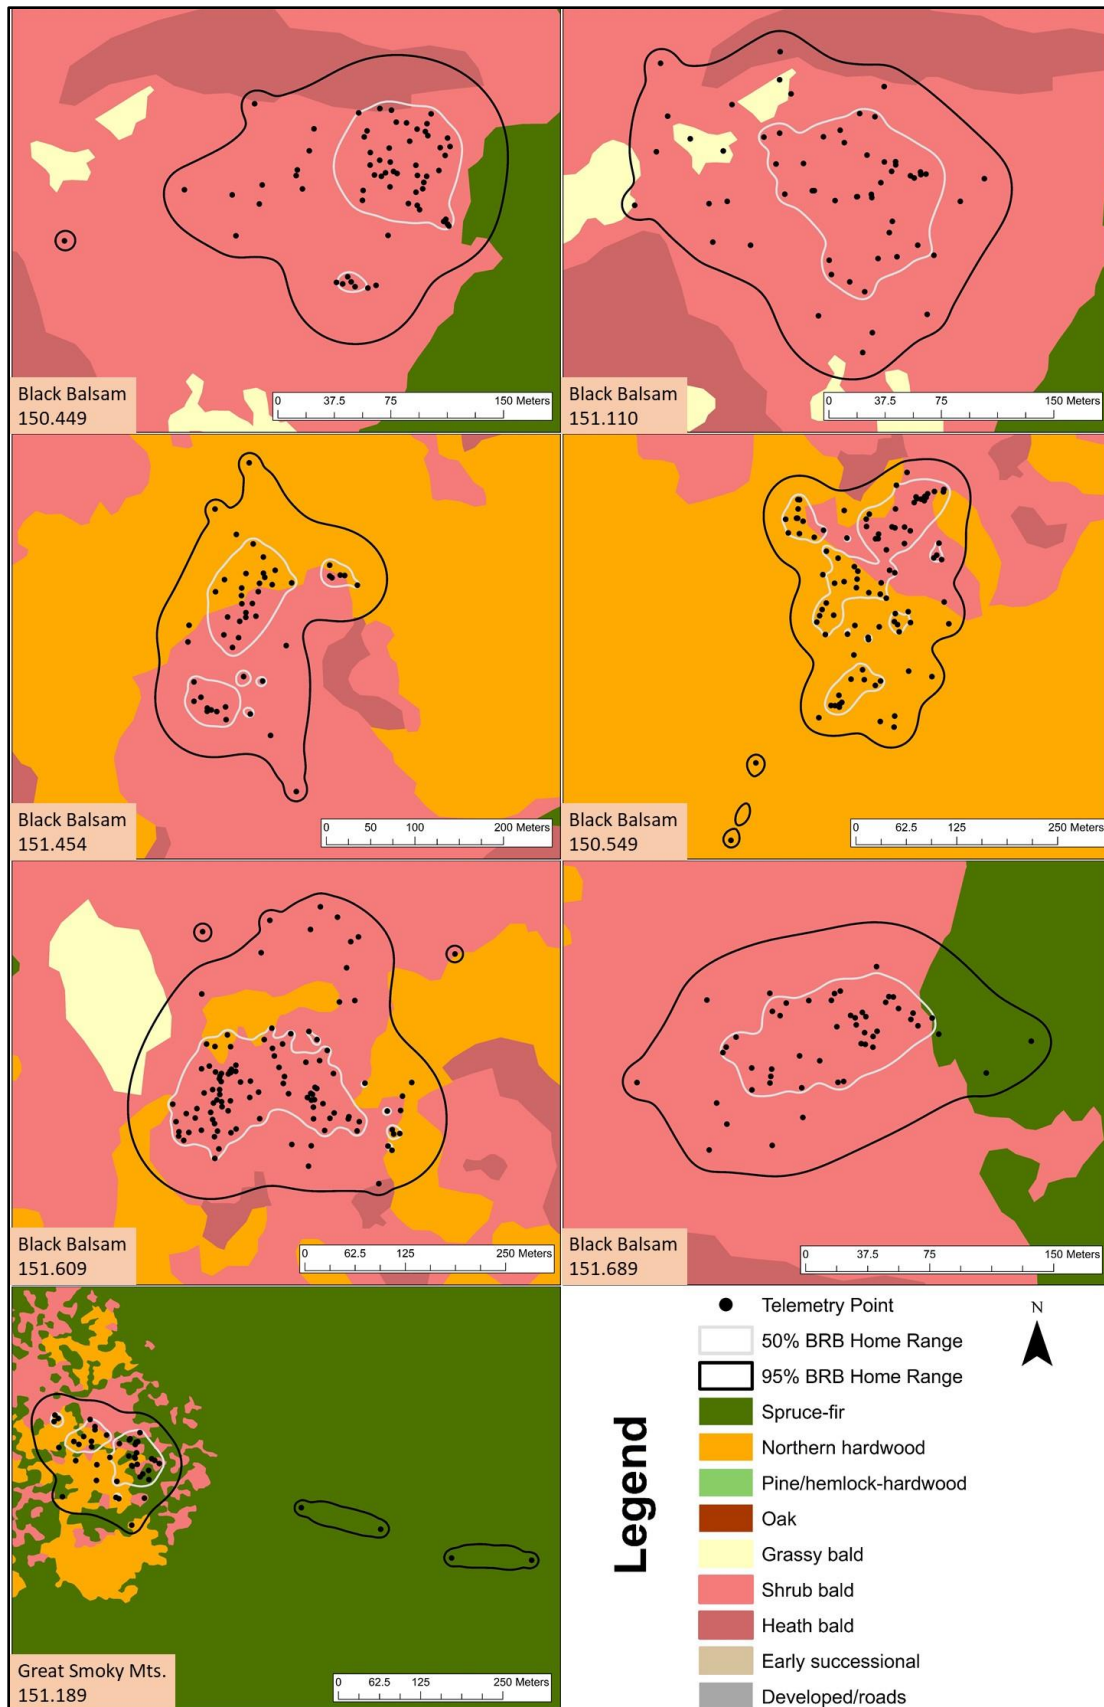 Black Balsam
150.449
0 37.5 75 150 Meters
Black Balsam
151.110
0 37.5 75 150 Meters
Black Balsam
151.454
0 50 100 200 Meters
Black Balsam
150.549
0 62.5 125 250 Meters
Black Balsam
151.609
0 62.5 125 250 Meters
Black Balsam
151.689
0 37.5 75 150 Meters
Great Smoky Mts.
151.189
0 62.5 125 250 Meters
Legend
N
Telemetry Point
50% BRB Home Range
95% BRB Home Range
Spruce-fir
Northern hardwood
Pine/hemlock-hardwood
Oak
Grassy bald
Shrub bald
Heath bald
Early successional
Developed/roads